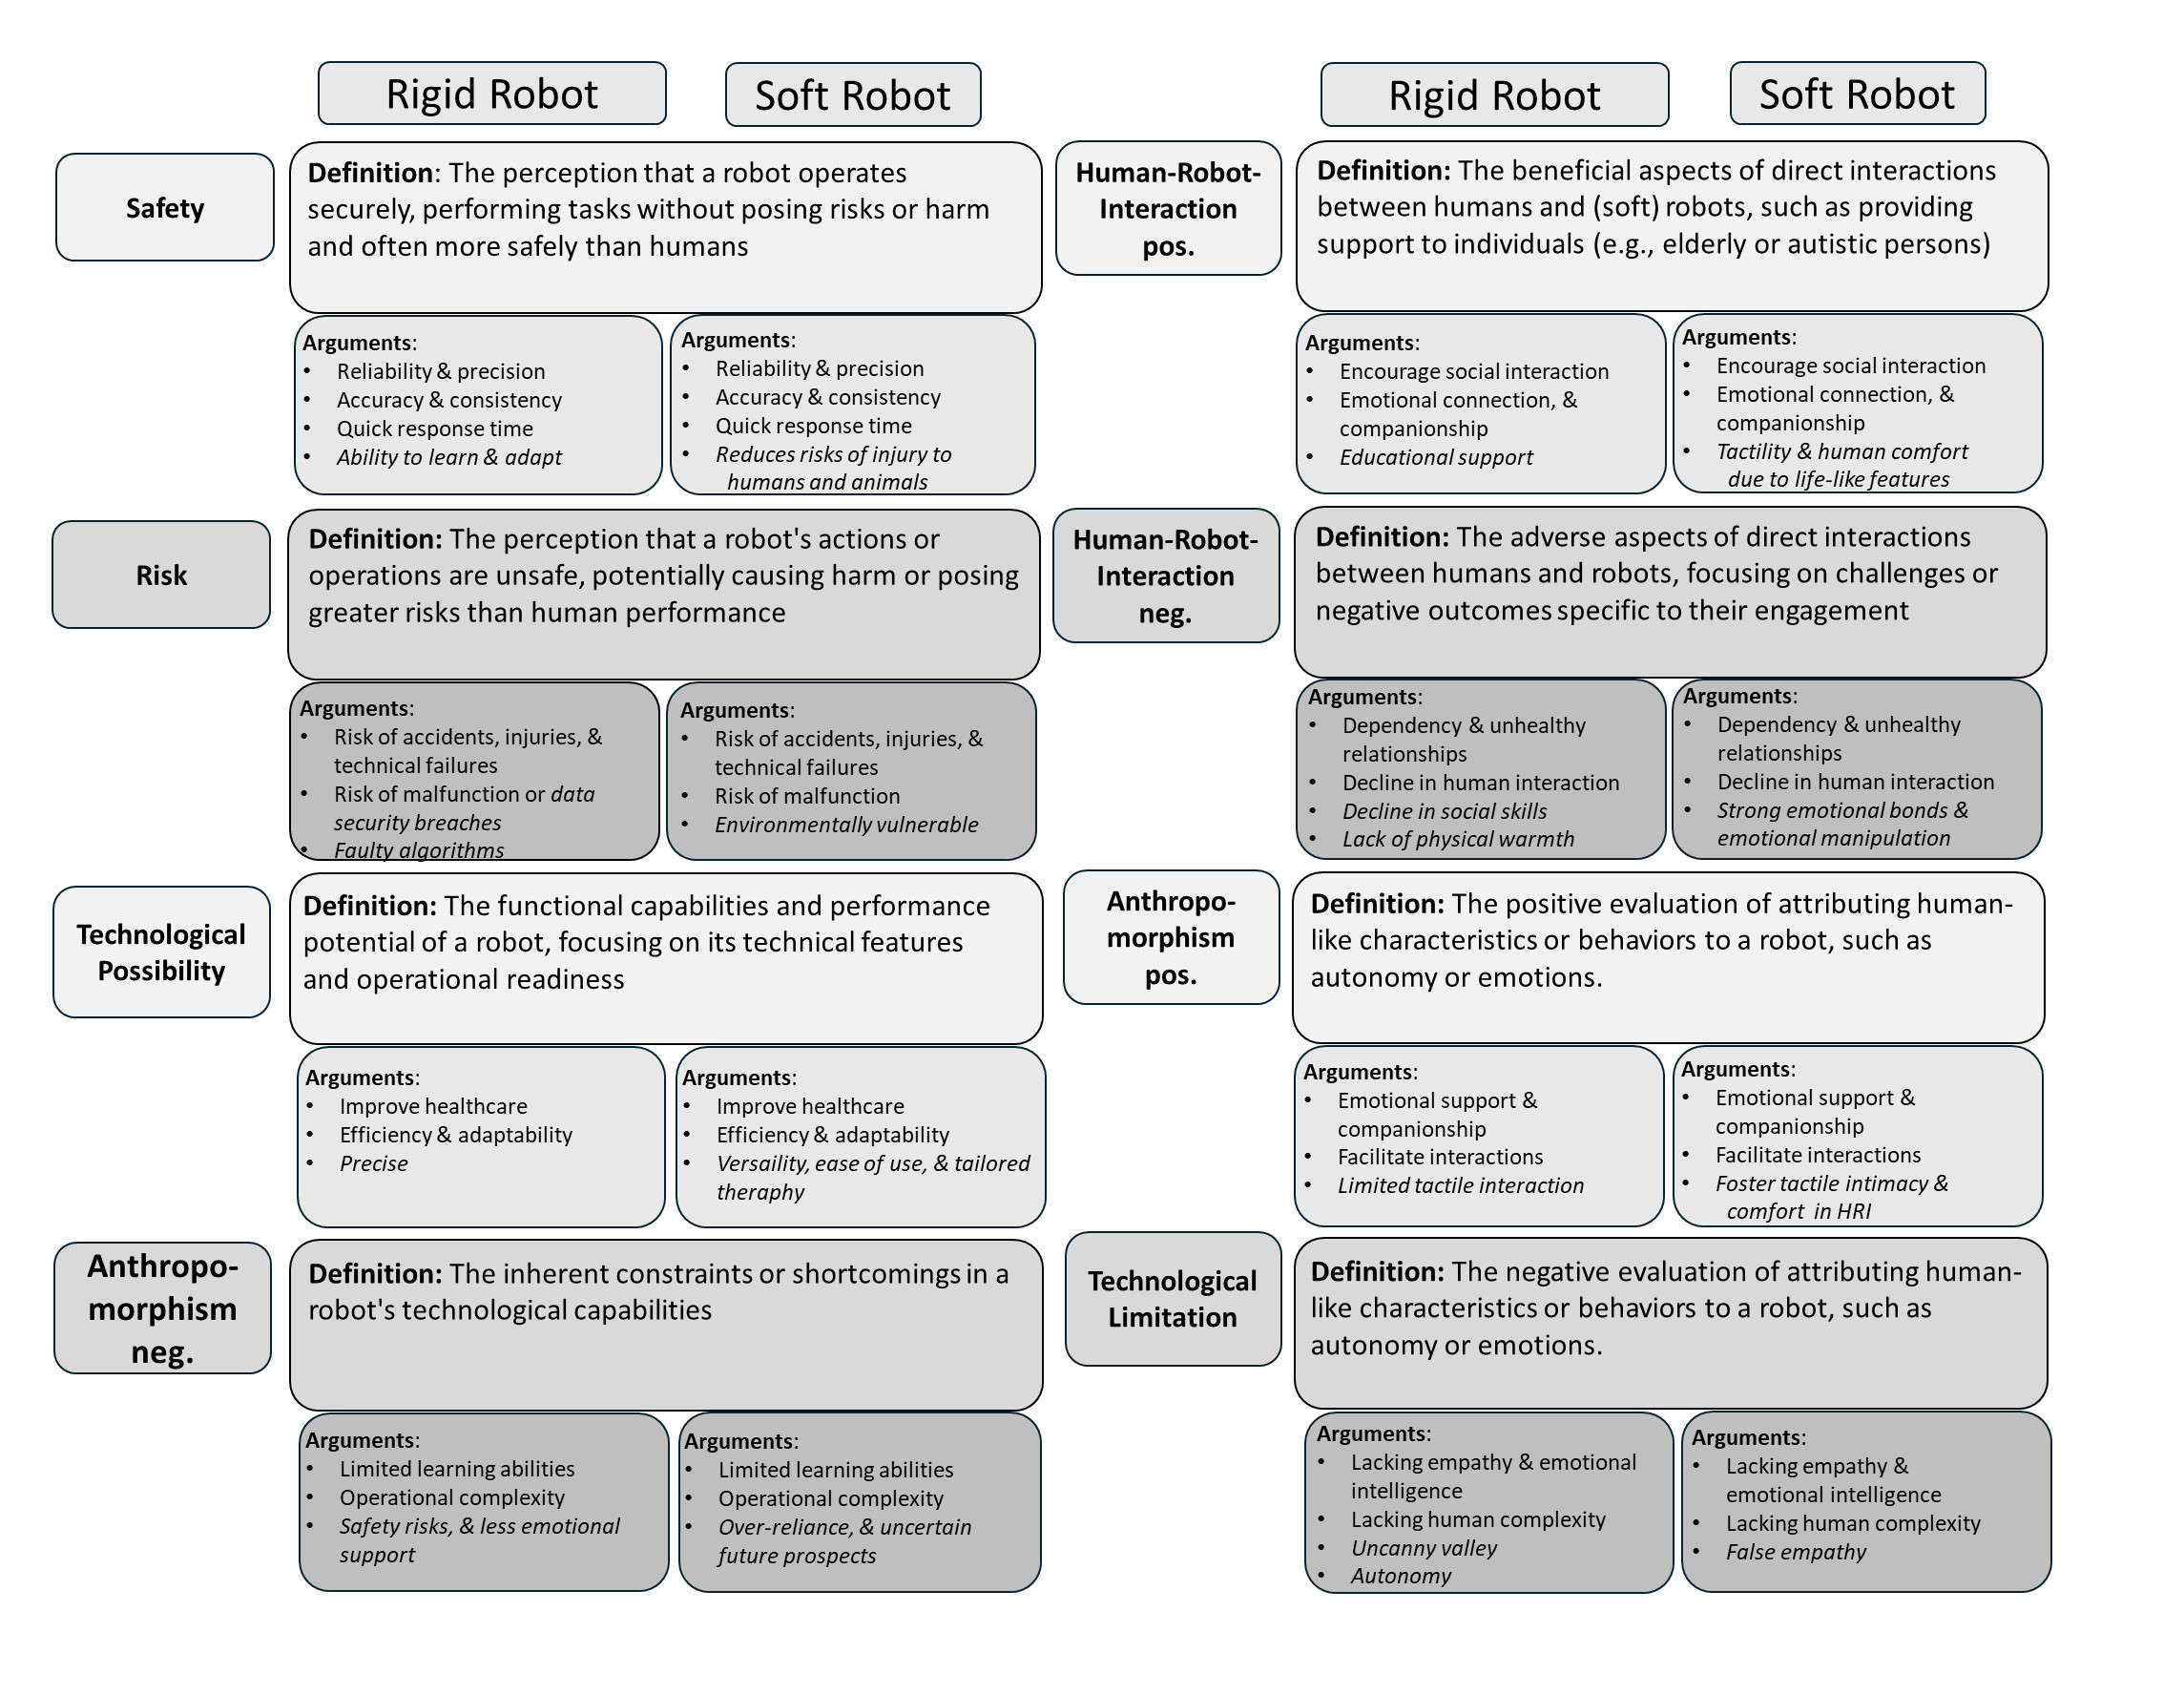 Rigid Robot
Soft Robot
Rigid Robot
Soft Robot
Safety
Definition: The perception that a robot operates
securely, performing tasks without posing risks or harm
and often more safely than humans
Arguments:
• Reliability & precision
• Accuracy & consistency
• Quick response time
• Ability to learn & adapt
Arguments:
• Reliability & precision
• Accuracy & consistency
• Quick response time
• Reduces risks of injury to
humans and animals
Human-Robot-
Interaction
pos.
Definition: The beneficial aspects of direct interactions
between humans and (soft) robots, such as providing
support to individuals (e.g., elderly or autistic persons)
Arguments:
• Encourage social interaction
• Emotional connection, &
companionship
• Educational support
Arguments:
• Encourage social interaction
• Emotional connection, &
companionship
• Tactility & human comfort
due to life-like features
Risk
Definition: The perception that a robot's actions or
operations are unsafe, potentially causing harm or posing
greater risks than human performance
Arguments:
• Risk of accidents, injuries, &
technical failures
• Risk of malfunction or data
security breaches
• Faulty algorithms
Arguments:
• Risk of accidents, injuries, &
technical failures
• Risk of malfunction
• Environmentally vulnerable
Human-Robot-
Interaction
neg.
Definition: The adverse aspects of direct interactions
between humans and robots, focusing on challenges or
negative outcomes specific to their engagement
Arguments:
• Dependency & unhealthy
relationships
• Decline in human interaction
• Decline in social skills
• Lack of physical warmth
Arguments:
• Dependency & unhealthy
relationships
• Decline in human interaction
• Strong emotional bonds &
emotional manipulation
Technological
Possibility
Definition: The functional capabilities and performance
potential of a robot, focusing on its technical features
and operational readiness
Arguments:
• Improve healthcare
• Efficiency & adaptability
• Precise
Arguments:
• Improve healthcare
• Efficiency & adaptability
• Versaility, ease of use, & tailored
theraphy
Anthropo-
morphism
pos.
Definition: The positive evaluation of attributing human-
like characteristics or behaviors to a robot, such as
autonomy or emotions.
Arguments:
• Emotional support &
companionship
• Facilitate interactions
• Limited tactile interaction
Arguments:
• Emotional support &
companionship
• Facilitate interactions
• Foster tactile intimacy &
comfort in HRI
Anthropo-
morphism
neg.
Definition: The inherent constraints or shortcomings in a
robot's technological capabilities
Arguments:
• Limited learning abilities
• Operational complexity
• Safety risks, & less emotional
support
Arguments:
• Limited learning abilities
• Operational complexity
• Over-reliance, & uncertain
future prospects
Technological
Limitation
Definition: The negative evaluation of attributing human-
like characteristics or behaviors to a robot, such as
autonomy or emotions.
Arguments:
• Lacking empathy & emotional
intelligence
• Lacking human complexity
• Uncanny valley
• Autonomy
Arguments:
• Lacking empathy &
emotional intelligence
• Lacking human complexity
• False empathy